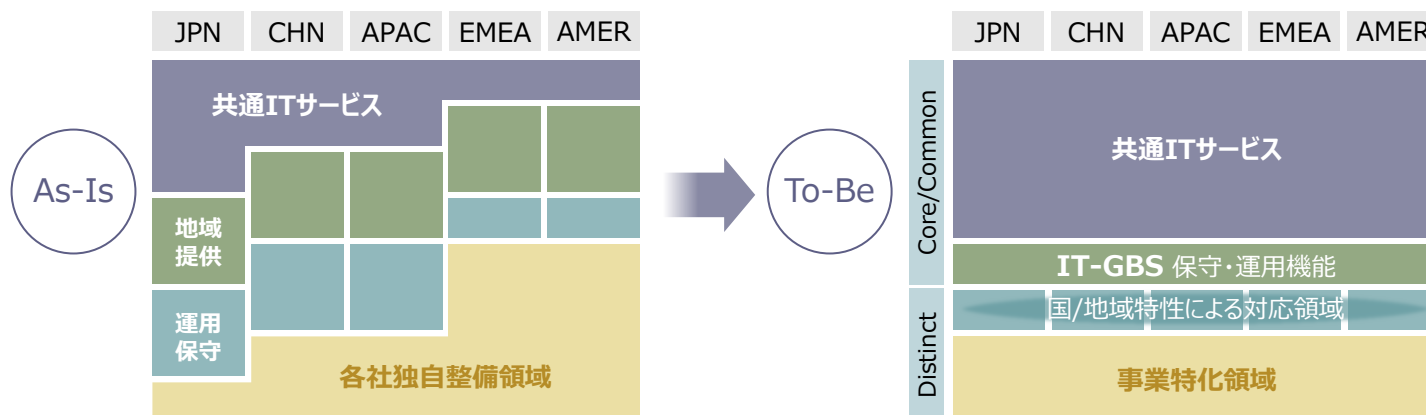 JPN CHN APAC EMEA AMER
共通ITサービス
As-Is
地域
提供
運用
保守
各社独自整備領域
JPN CHN APAC EMEA AMER
To-Be
Core/Common
共通ITサービス
IT-GBS 保守・運用機能
Distinct
国/地域特性による対応領域
事業特化領域